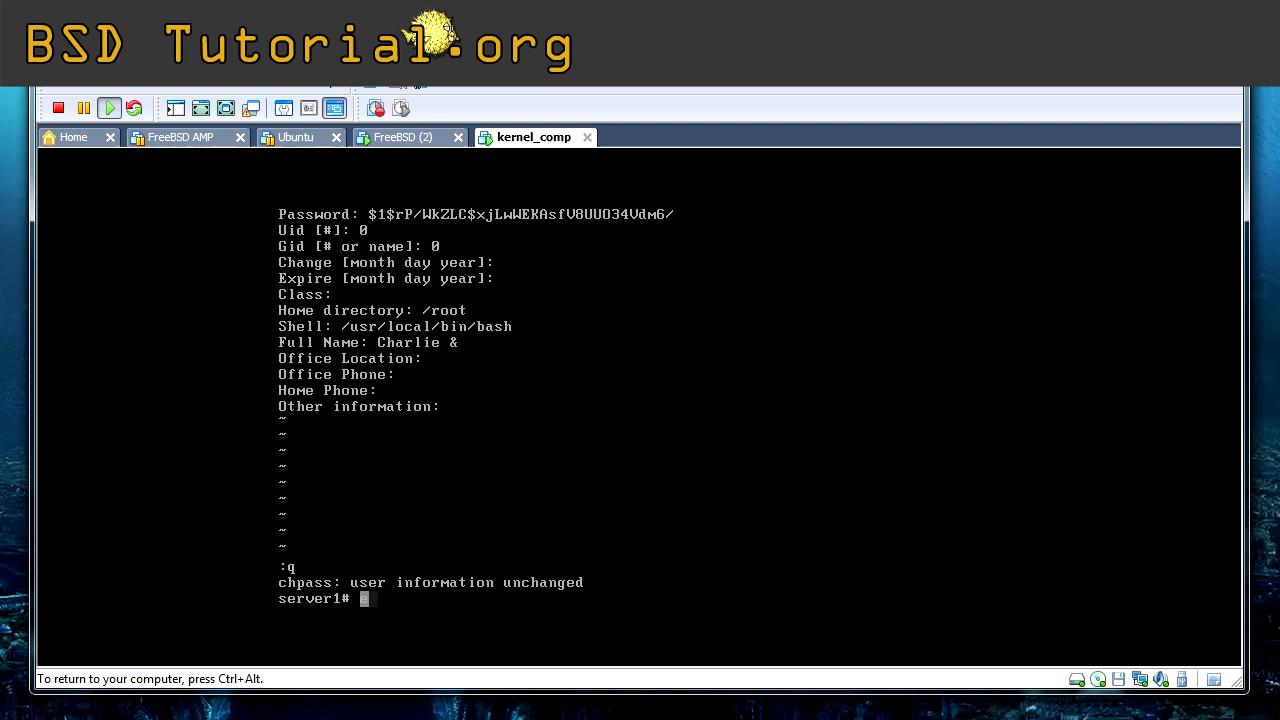 BSD Tutorial.org
Home
FreeBSD AMP
Ubuntu
FreeBSD (2)
kernel_comp
Password: $1$rP/WkZLC$xjLwWEKAsfV8UUO34Vdm6/
Uid [#]: 0
Gid [# or name]: 0
Change [month day year]:
Expire [month day year]:
Class:
Home directory: /root
Shell: /usr/local/bin/bash
Full Name: Charlie &
Office Location:
Office Phone:
Home Phone:
Other information:
~
~
~
~
~
~
~
~
~
:q
chpass: user information unchanged
server1# e
To return to your computer, press Ctrl+Alt.